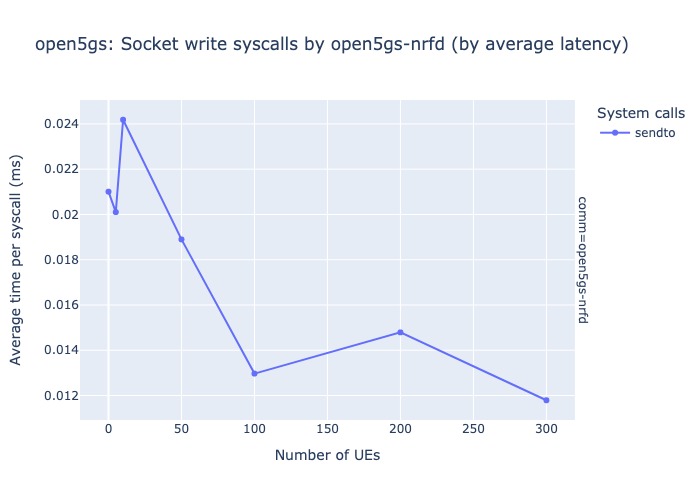 open5gs: Socket write syscalls by open5gs-nrfd (by average latency)
System calls
sendto
Average time per syscall (ms)
0.024
0.022
0.02
0.018
0.016
0.014
0.012
comm=open5gs-nrfd
0 50 100 150 200 250 300
Number of UEs